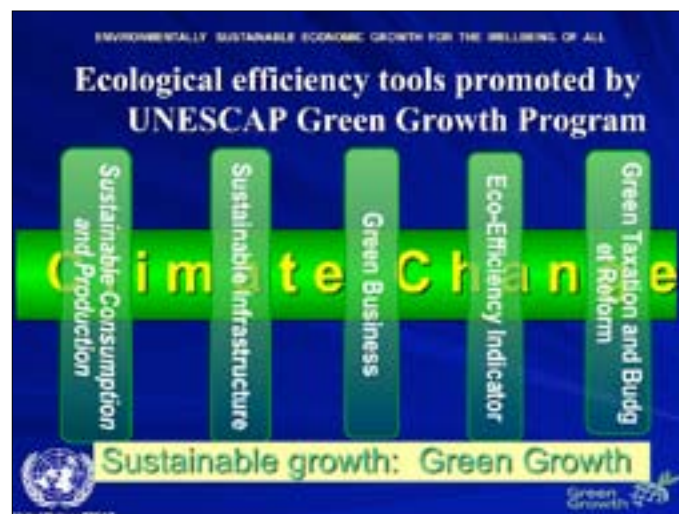 ENVIRONMENTALLY SUSTAINABLE ECONOMIC GROWTH FOR THE WELLBEING OF ALL
Ecological efficiency tools promoted by
UNESCAP Green Growth Program
Sustainable Consumption
and Production
Sustainable Infrastructure
Green Business
Eco-Efficiency Indicator
Green Taxation and Budg
et Reform
Climate Change
Sustainable growth: Green Growth
Green
Growth